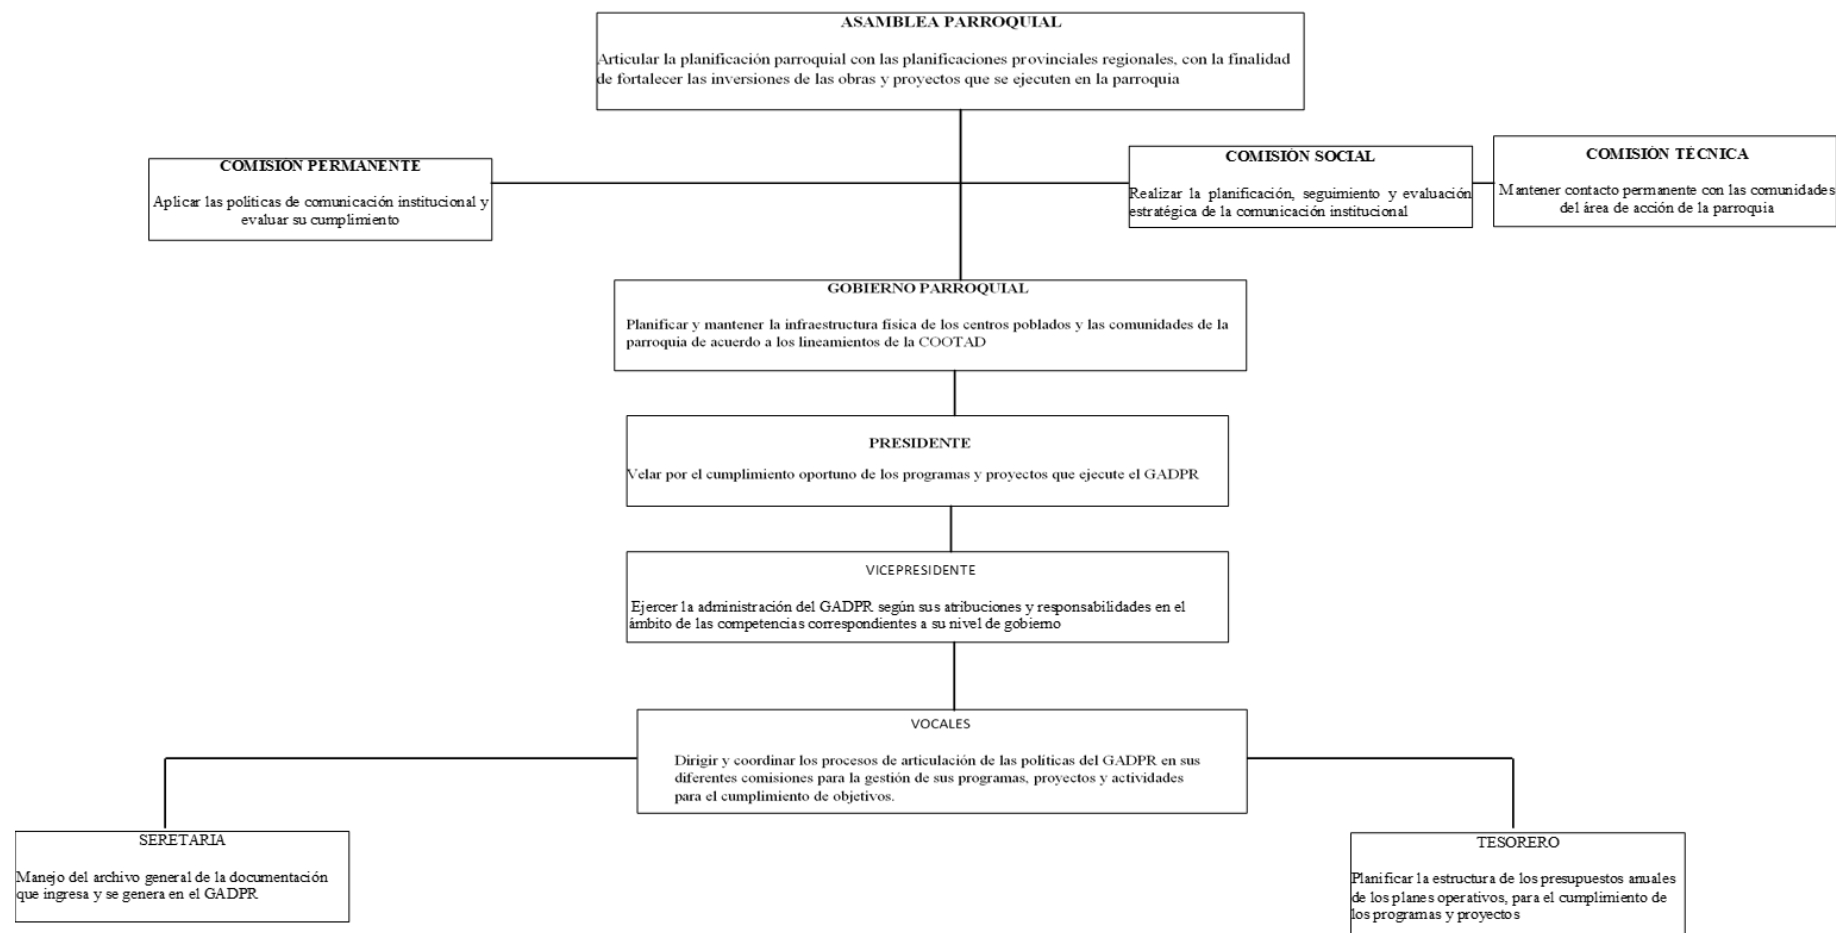 ASAMBLEA PARROQUIAL
Articular la planificación parroquial con las planificaciones provinciales regionales, con la finalidad
de fortalecer las inversiones de las obras y proyectos que se ejecuten en la parroquia
COMISION PERMANENTE
Aplicar las políticas de comunicación institucional y
evaluar su cumplimiento
COMISIÓN SOCIAL
Realizar la planificación, seguimiento y evaluación
estratégica de la comunicación institucional
COMISIÓN TÉCNICA
Mantener contacto permanente con las comunidades
del área de acción de la parroquia
GOBIERNO PARROQUIAL
Planificar y mantener la infraestructura física de los centros poblados y las comunidades de la
parroquia de acuerdo a los lineamientos de la COOTAD
PRESIDENTE
Velar por el cumplimiento oportuno de los programas y proyectos que ejecute el GADPR
VICEPRESIDENTE
Ejercer la administración del GADPR según sus atribuciones y responsabilidades en el
ámbito de las competencias correspondientes a su nivel de gobierno
VOCALES
Dirigir y coordinar los procesos de articulación de las políticas del GADPR en sus
diferentes comisiones para la gestión de sus programas, proyectos y actividades
para el cumplimiento de objetivos.
SERETARIA
Manejo del archivo general de la documentación
que ingresa y se genera en el GADPR
TESORERO
Planificar la estructura de los presupuestos anuales
de los planes operativos, para el cumplimiento de
los programas y proyectos